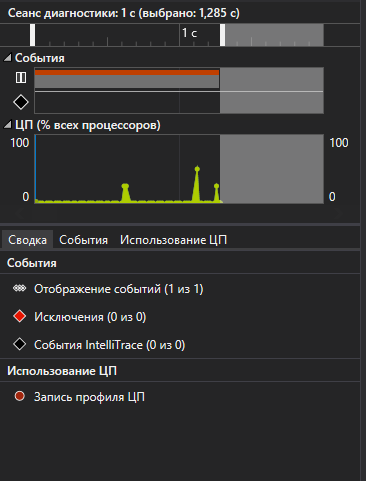 Сеанс диагностики: 1 с (выбрано: 1,285 с)
1 с
События
ЦП (% всех процессоров)
100
100
0
0
Сводка
События
Использование ЦП
События
Отображение событий (1 из 1)
Исключения (0 из 0)
События IntelliTrace (0 из 0)
Использование ЦП
Запись профиля ЦП